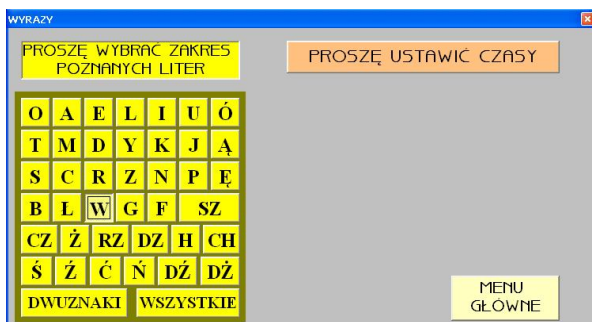 WYRAZY
PROSZĘ WYBRAĆ ZAKRES
POZNANYCH LITER
PROSZĘ USTAWIĆ CZASY
O A E L I U Ó
T M D Y K J Ą
S C R Z N P Ę
B Ł W G F SZ
CZ Ż RZ DZ H CH
Ś Ź Ć Ń DŹ DŻ
DWUZNAKI WSZYSTKIE
MENU
GŁÓWNE